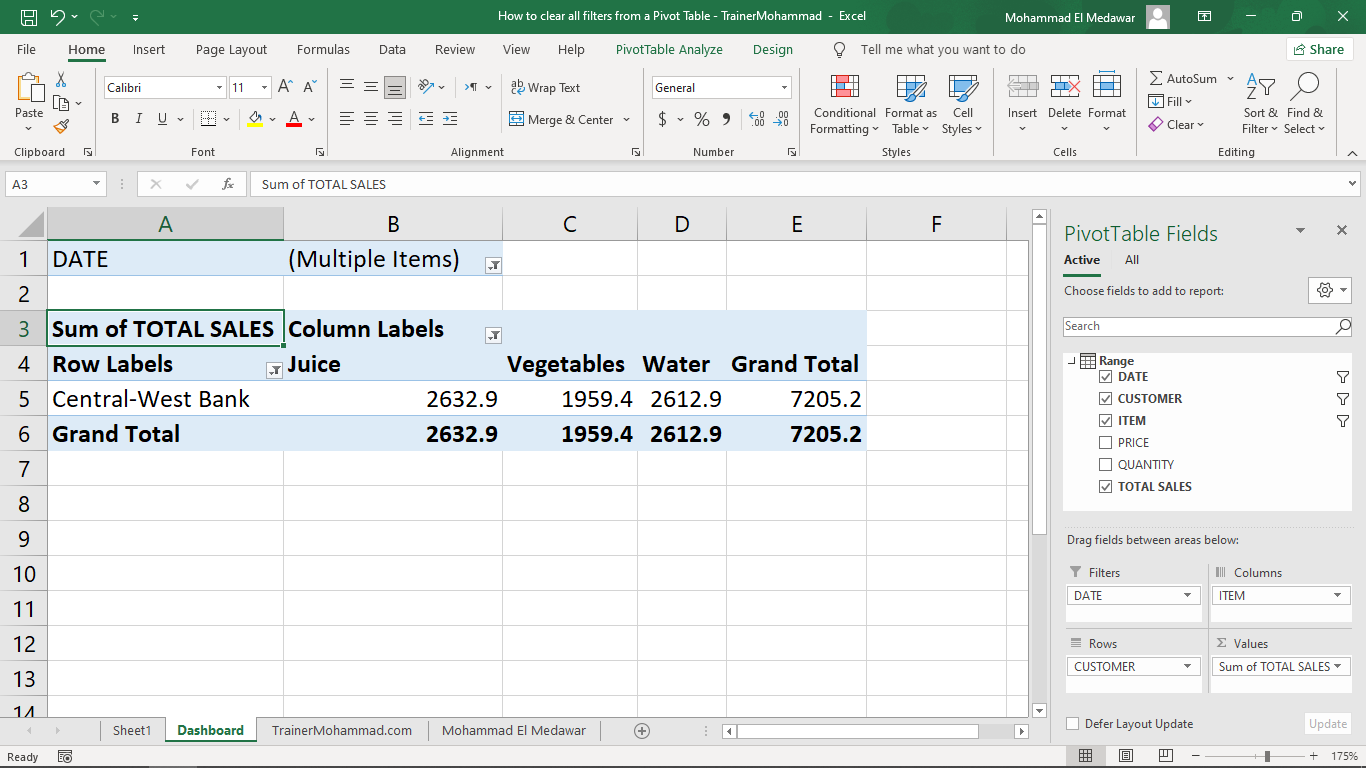 How to clear all filters from a Pivot Table - TrainerMohammad - Excel
Mohammad El Medawar
File Home Insert Page Layout Formulas Data Review View Help PivotTable Analyze Design Tell me what you want to do Share
Paste
Clipboard
Calibri 11
B I U A
Font
ab Wrap Text
Merge & Center
Alignment
General
$ % 9
Number
Conditional Formatting
Format as Table
Cell Styles
Styles
Insert Delete Format
Cells
AutoSum
Fill
Clear
Sort & Filter
Find & Select
Editing
A3 fx Sum of TOTAL SALES
A B C D E F
1 DATE (Multiple Items)
2
3 Sum of TOTAL SALES Column Labels
4 Row Labels Juice Vegetables Water Grand Total
5 Central-West Bank 2632.9 1959.4 2612.9 7205.2
6 Grand Total 2632.9 1959.4 2612.9 7205.2
7
8
9
10
11
12
13
14
PivotTable Fields
Active All
Choose fields to add to report:
Search
Range
DATE
CUSTOMER
ITEM
PRICE
QUANTITY
TOTAL SALES
Drag fields between areas below:
Filters
DATE
Columns
ITEM
Rows
CUSTOMER
Σ Values
Sum of TOTAL SALES
Defer Layout Update Update
Sheet1 Dashboard TrainerMohammad.com Mohammad El Medawar
Ready
175%